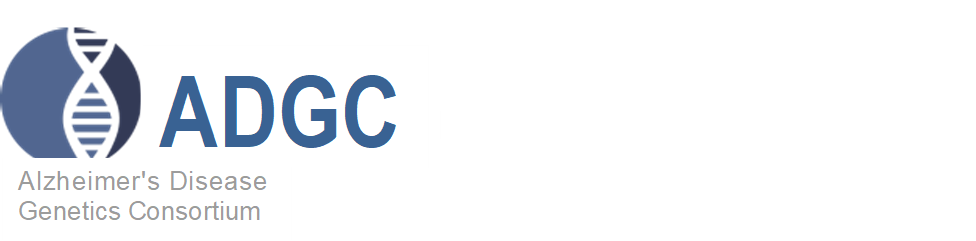 ADGC
Alzheimer's Disease
Genetics Consortium